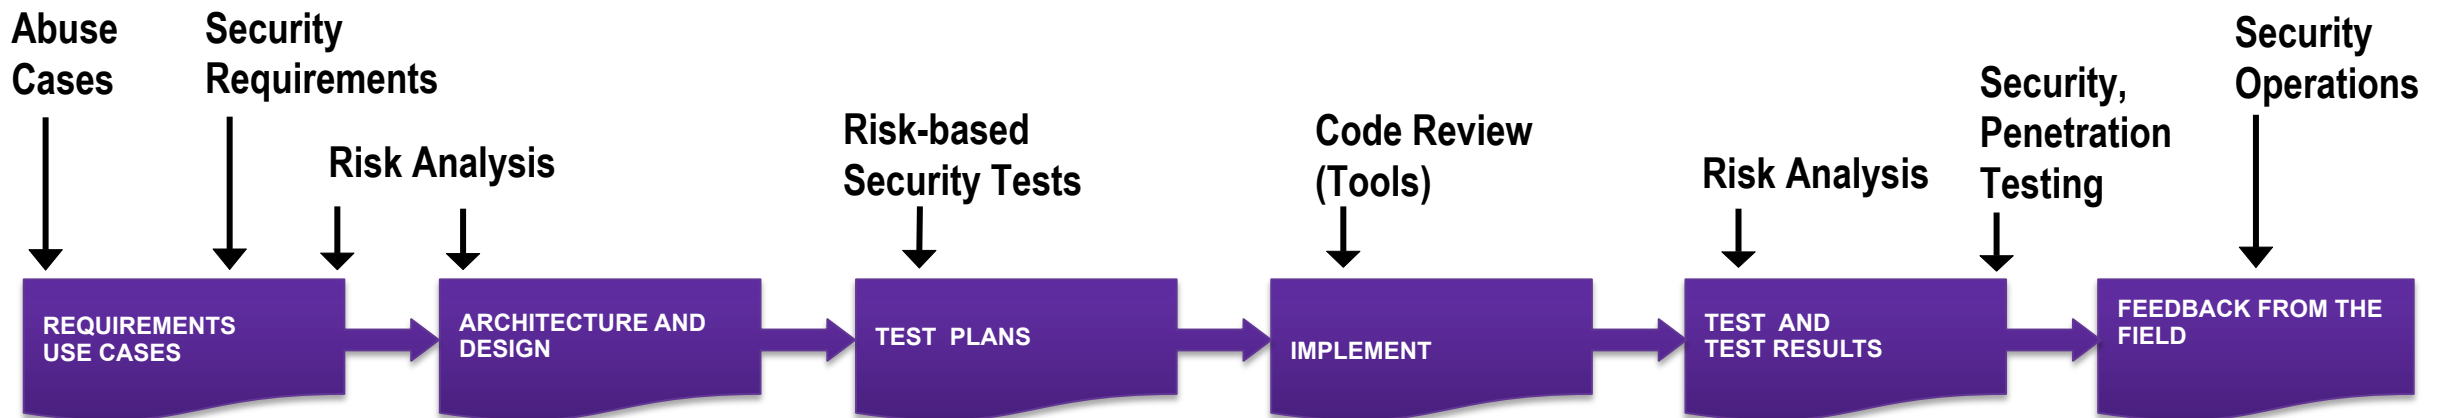 Abuse
Cases
Security
Requirements
Risk Analysis
Risk-based
Security Tests
Code Review
(Tools)
Risk Analysis
Security,
Penetration
Testing
Security
Operations
REQUIREMENTS
USE CASES
ARCHITECTURE AND
DESIGN
TEST PLANS
IMPLEMENT
TEST AND
TEST RESULTS
FEEDBACK FROM THE
FIELD